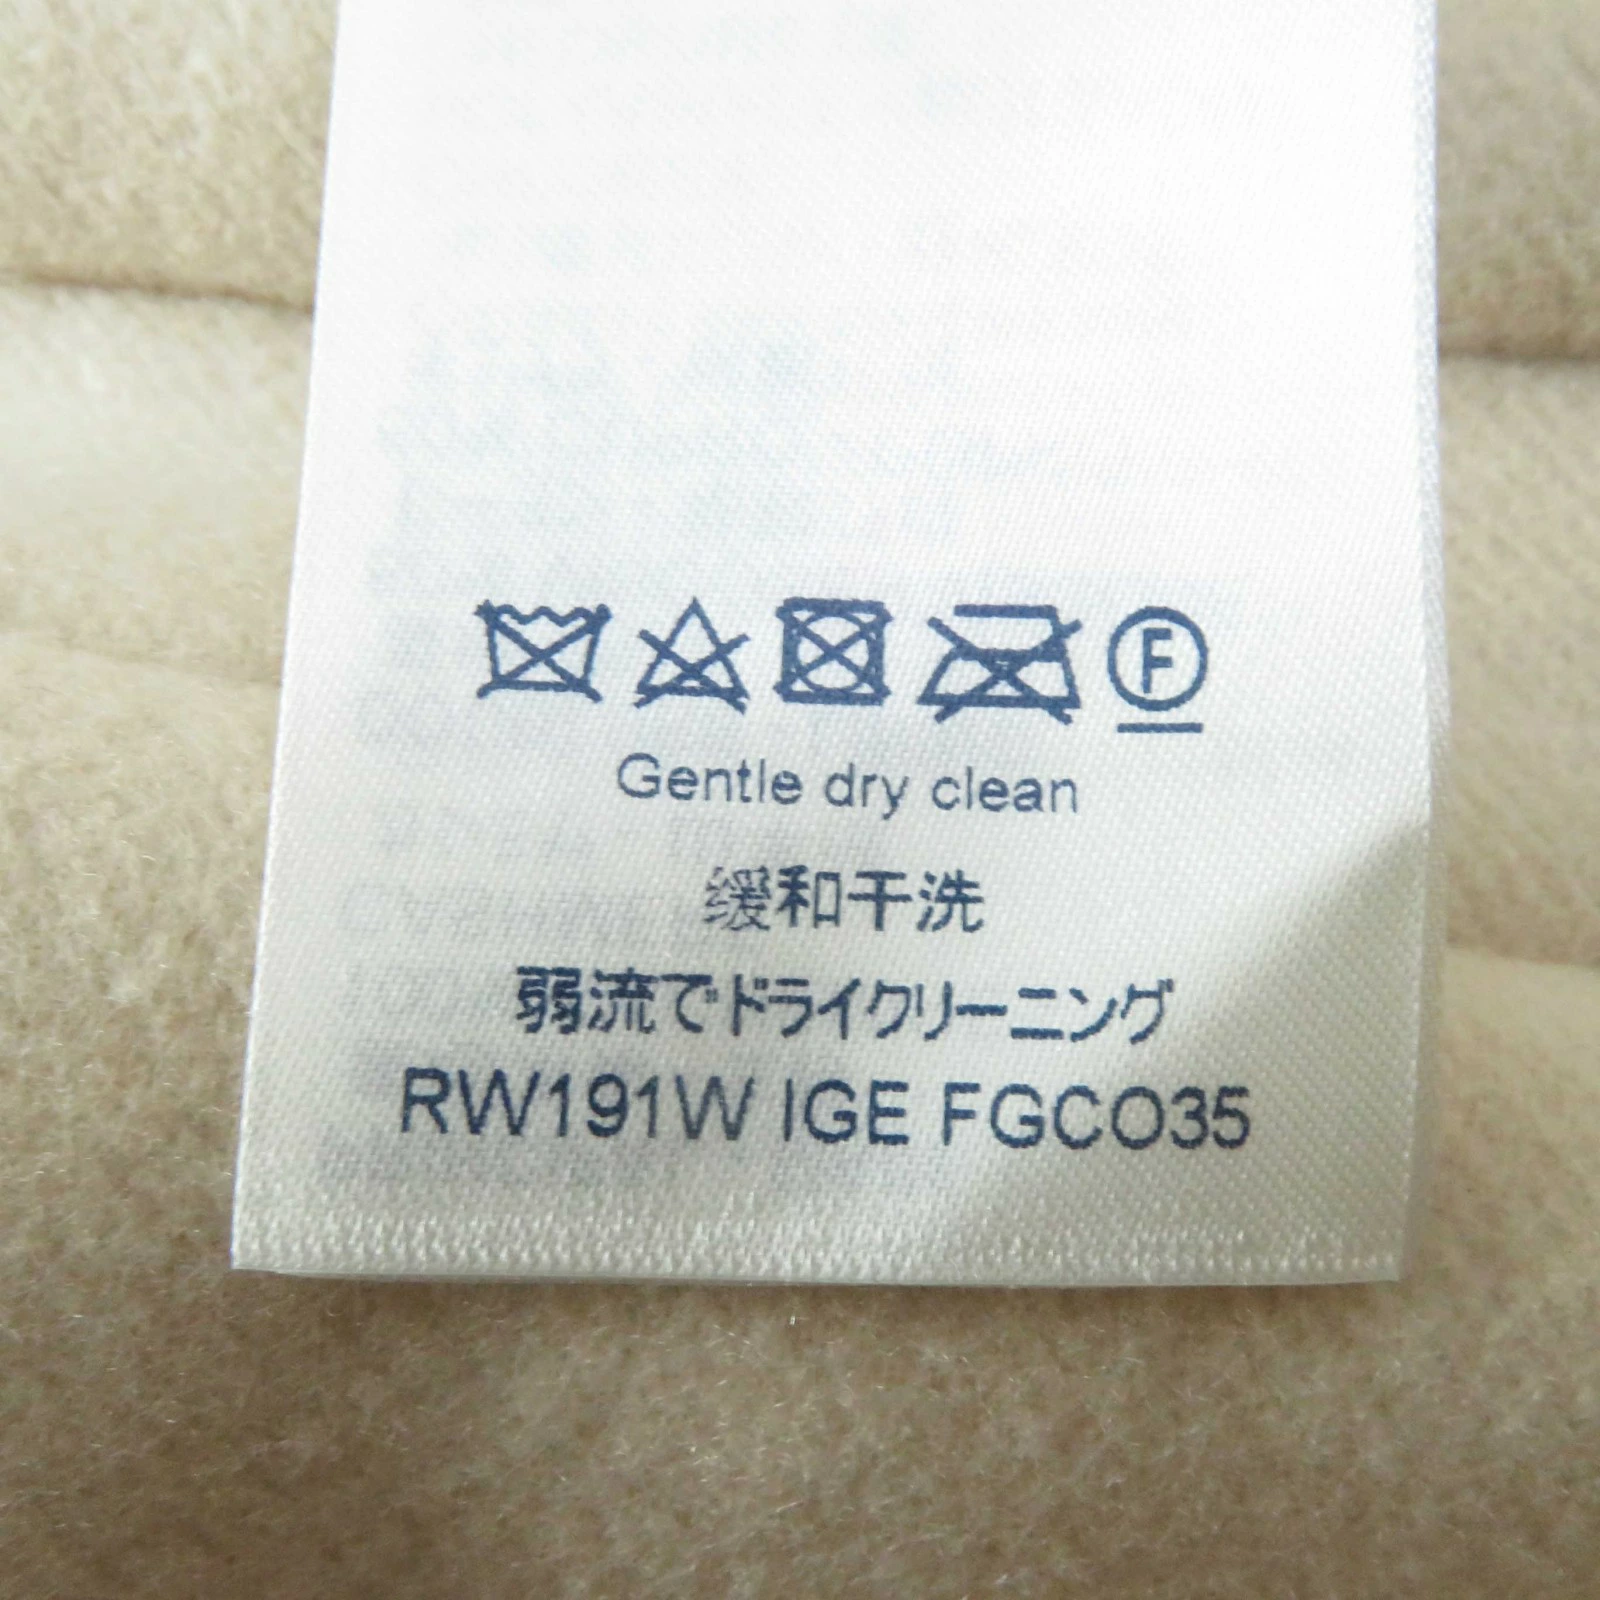 F
Gentle dry clean
缓和干洗
弱流でドライクリーニング
RW191W IGE FGCO35